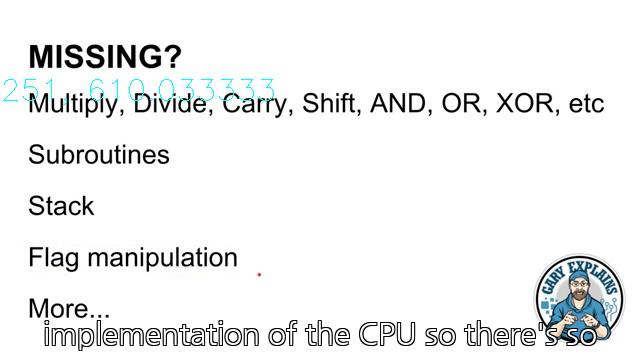 MISSING?
251, 610.033333
Multiply, Divide, Carry, Shift, AND, OR, XOR, etc
Subroutines
Stack
Flag manipulation
More...
GARY EXPLAINS
implementation of the CPU so there's so